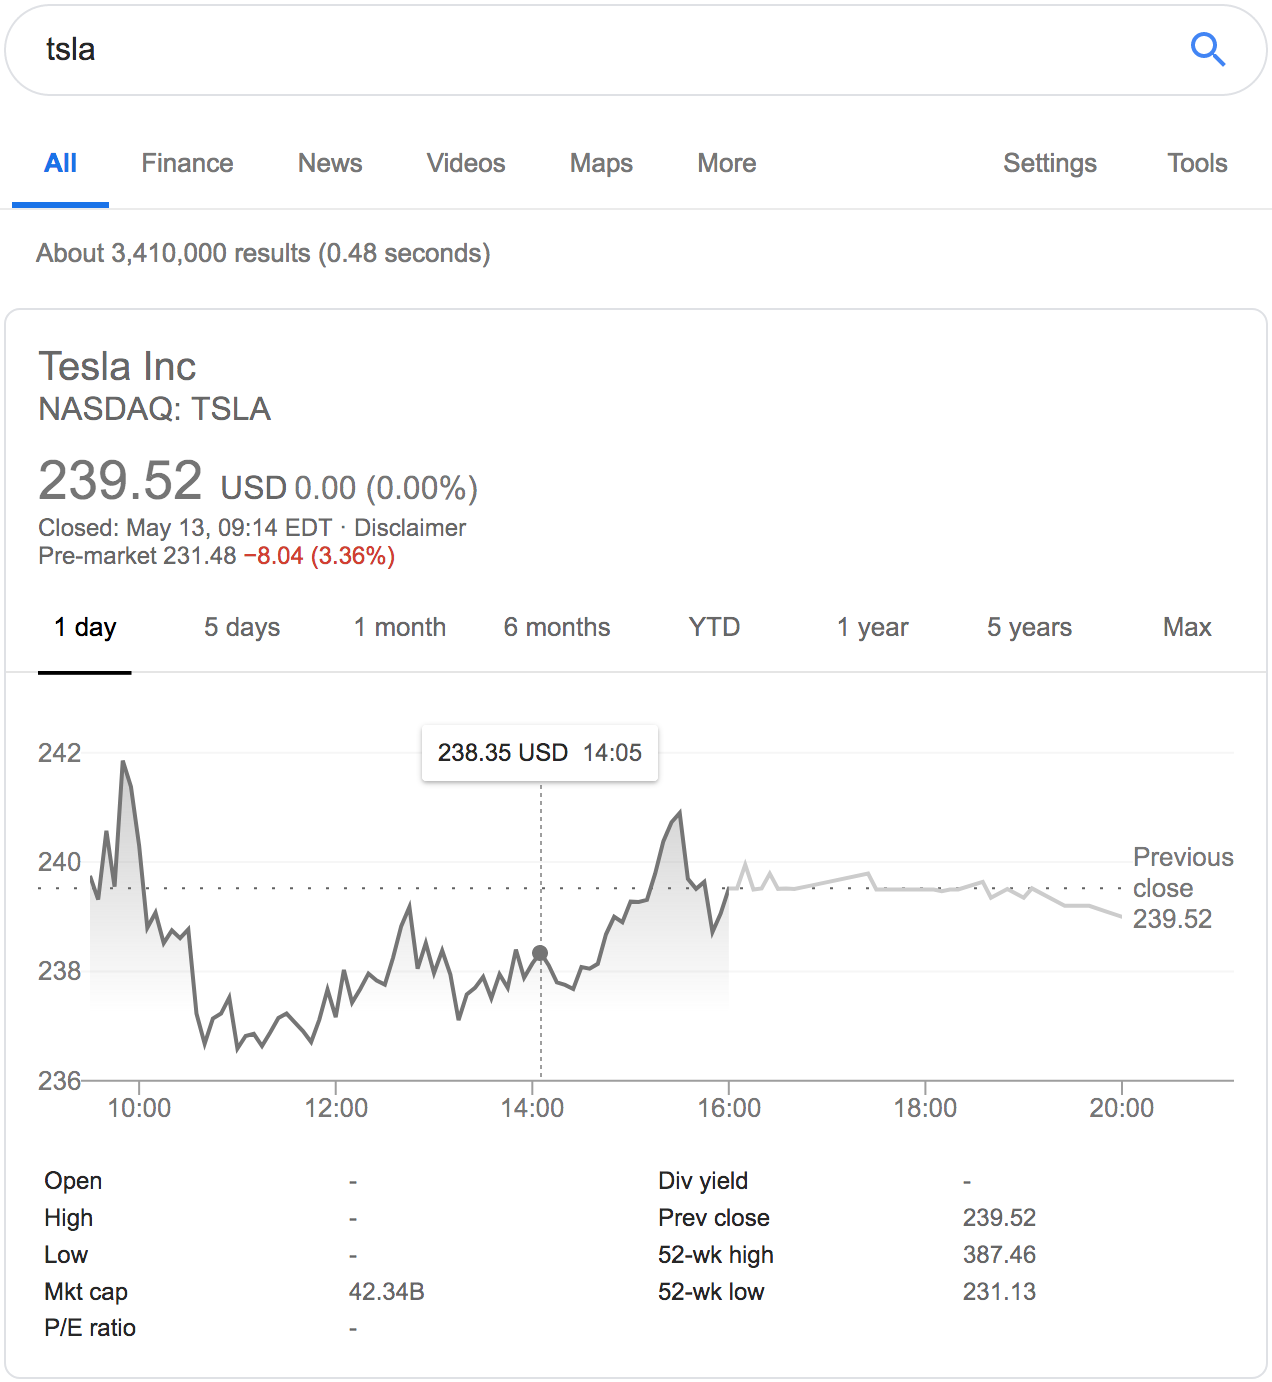 tsla
All Finance News Videos Maps More Settings Tools
About 3,410,000 results (0.48 seconds)
Tesla Inc
NASDAQ: TSLA
239.52 USD 0.00 (0.00%)
Closed: May 13, 09:14 EDT · Disclaimer
Pre-market 231.48 −8.04 (3.36%)
1 day 5 days 1 month 6 months YTD 1 year 5 years Max
238.35 USD 14:05
242
240
238
236
Previous
close
239.52
10:00 12:00 14:00 16:00 18:00 20:00
Open - Div yield -
High - Prev close 239.52
Low - 52-wk high 387.46
Mkt cap 42.34B 52-wk low 231.13
P/E ratio -